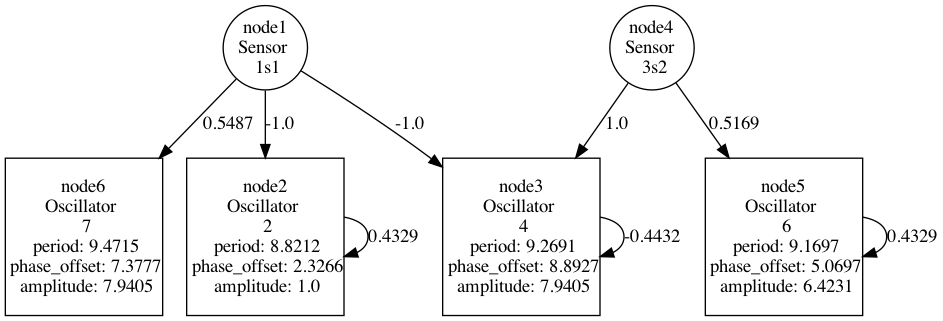 node1
Sensor
1s1
node4
Sensor
3s2
0.5487
-1.0
-1.0
1.0
0.5169
node6
Oscillator
7
period: 9.4715
phase_offset: 7.3777
amplitude: 7.9405
node2
Oscillator
2
period: 8.8212
phase_offset: 2.3266
amplitude: 1.0
0.4329
node3
Oscillator
4
period: 9.2691
phase_offset: 8.8927
amplitude: 7.9405
-0.4432
node5
Oscillator
6
period: 9.1697
phase_offset: 5.0697
amplitude: 6.4231
0.4329